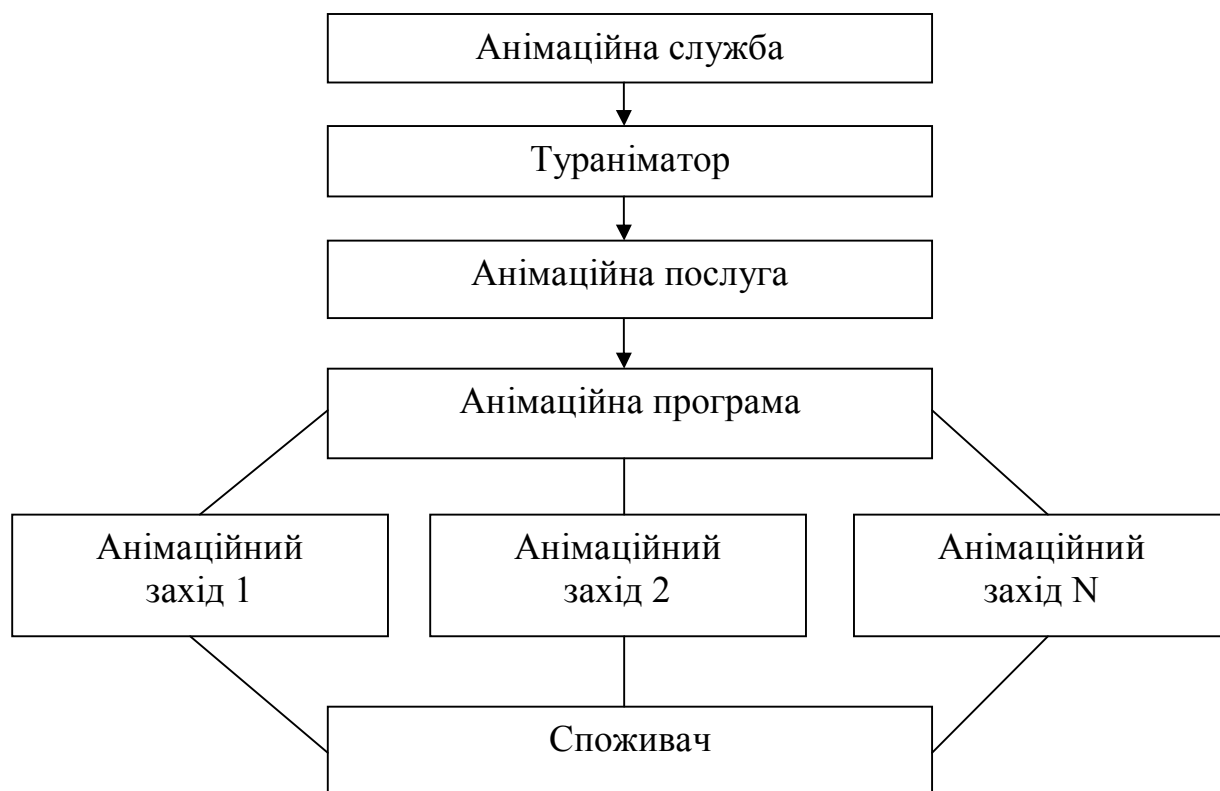 Анімаційна служба
Тураніматор
Анімаційна послуга
Анімаційна програма
Анімаційний
захід 1
Анімаційний
захід 2
Анімаційний
захід N
Споживач